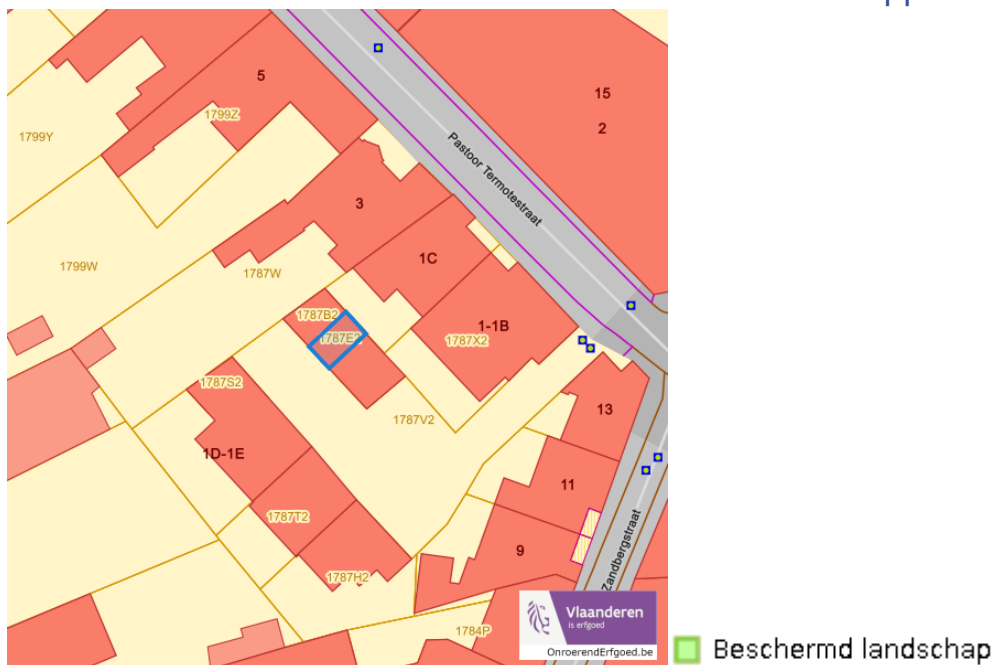 5
15
2
1799Z
1799Y
Pastoor Termotestraat
3
1C
1799W
1787W
1787B2
1787E2
1-1B
1787X2
1787S2
13
1787V2
1D-1E
11
1787T2
9
Zandbergstraat
1787H2
Vlaanderen
is erfgoed
1784P
OnroerendErfgoed.be
Beschermd landschap